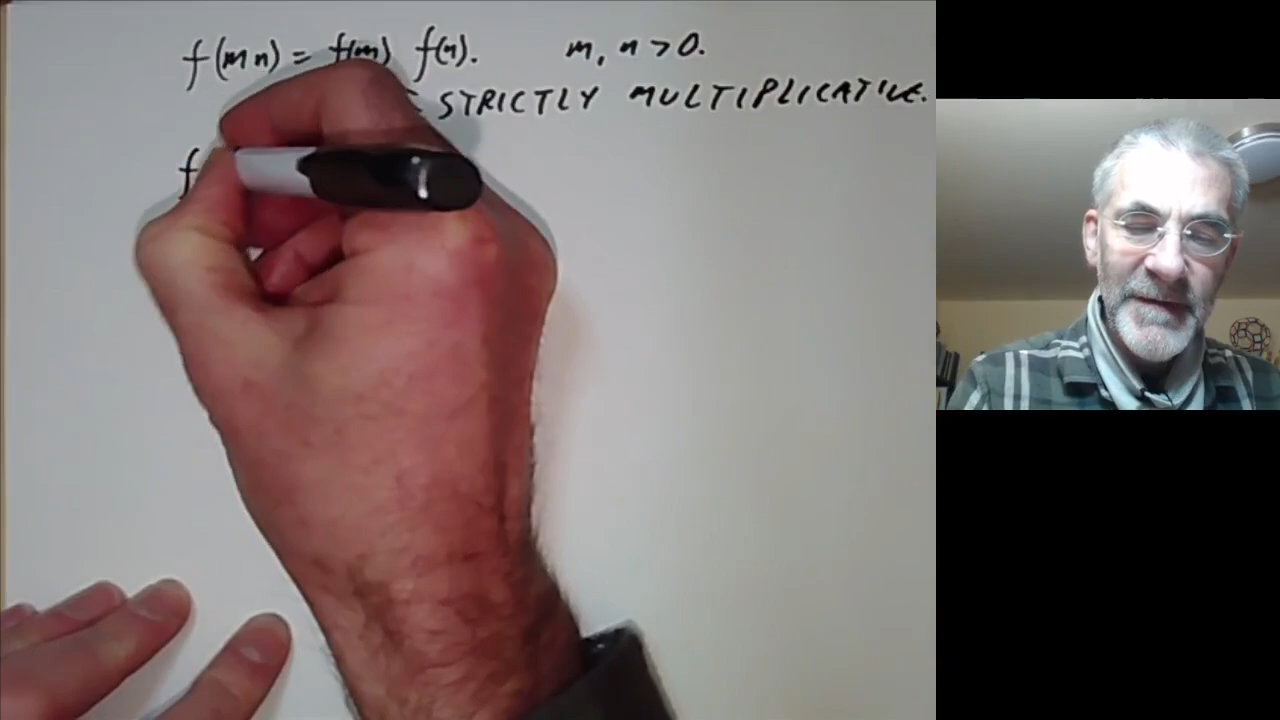 f(mn) = f(m) f(n). m, n > 0.
STRICTLY MULTIPLICATIVE.
f